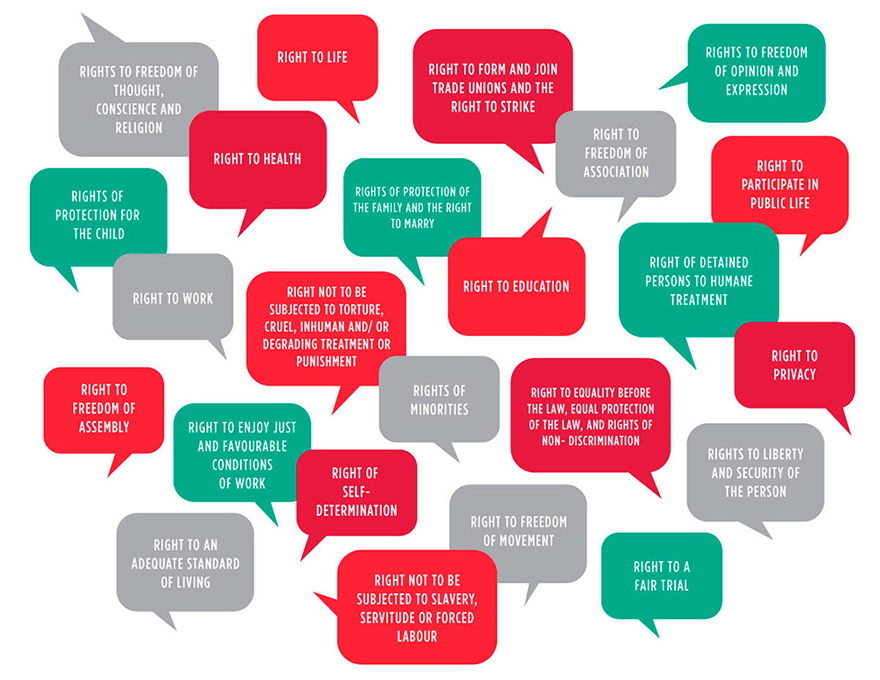 RIGHTS TO FREEDOM OF
THOUGHT,
CONSCIENCE AND
RELIGION
RIGHT TO LIFE
RIGHT TO FORM AND JOIN
TRADE UNIONS AND THE
RIGHT TO STRIKE
RIGHTS TO FREEDOM
OF OPINION AND
EXPRESSION
RIGHT TO HEALTH
RIGHT TO
FREEDOM OF
ASSOCIATION
RIGHT TO
PARTICIPATE IN
PUBLIC LIFE
RIGHTS OF
PROTECTION FOR
THE CHILD
RIGHTS OF PROTECTION OF
THE FAMILY AND THE RIGHT
TO MARRY
RIGHT TO WORK
RIGHT NOT TO BE
SUBJECTED TO TORTURE,
CRUEL, INHUMAN AND/ OR
DEGRADING TREATMENT OR
PUNISHMENT
RIGHT TO EDUCATION
RIGHT OF DETAINED
PERSONS TO HUMANE
TREATMENT
RIGHT TO
PRIVACY
RIGHT TO
FREEDOM OF
ASSEMBLY
RIGHT TO ENJOY JUST
AND FAVOURABLE
CONDITIONS
OF WORK
RIGHTS OF
MINORITIES
RIGHT TO EQUALITY BEFORE
THE LAW, EQUAL PROTECTION
OF THE LAW, AND RIGHTS OF
NON- DISCRIMINATION
RIGHTS TO LIBERTY
AND SECURITY OF
THE PERSON
RIGHT OF
SELF-
DETERMINATION
RIGHT TO AN
ADEQUATE STANDARD
OF LIVING
RIGHT TO FREEDOM
OF MOVEMENT
RIGHT NOT TO BE
SUBJECTED TO SLAVERY,
SERVITUDE OR FORCED
LABOUR
RIGHT TO A
FAIR TRIAL